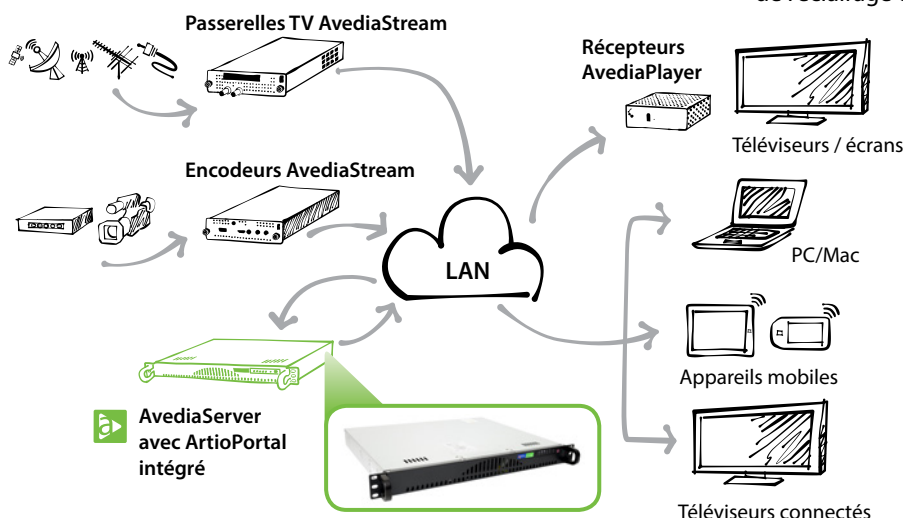 Passerelles TV AvediaStream
Récepteurs
AvediaPlayer
Téléviseurs / écrans
Encodeurs AvediaStream
LAN
PC/Mac
Appareils mobiles
AvediaServer
avec ArtioPortal
intégré
Téléviseurs connectés